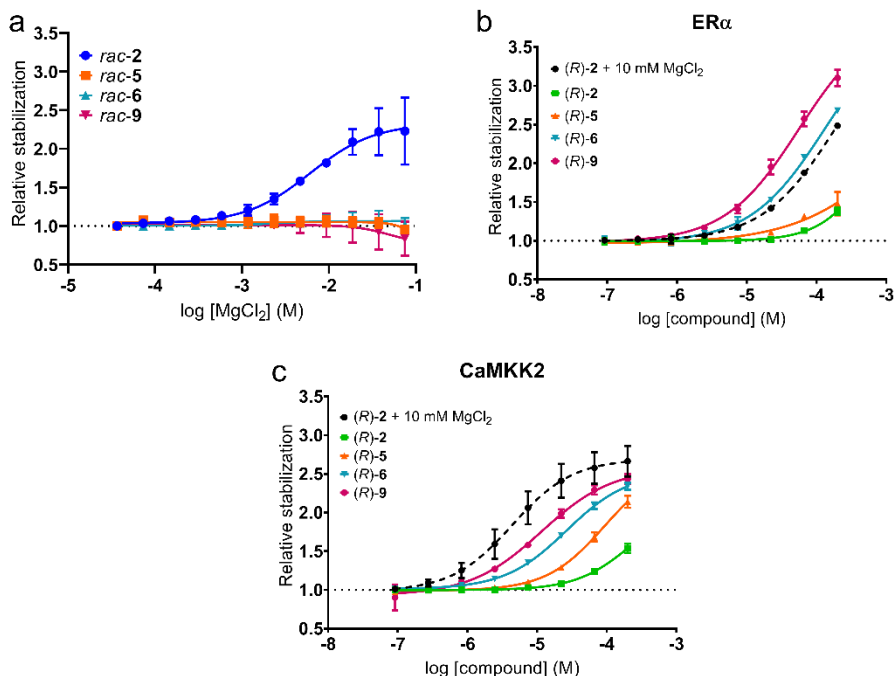 a
rac-2
rac-5
rac-6
rac-9
Relative stabilization
3.5
3.0
2.5
2.0
1.5
1.0
0.5
-5
-4
-3
-2
-1
log [MgCl₂] (M)
b
ERα
(R)-2 + 10 mM MgCl₂
(R)-2
(R)-5
(R)-6
(R)-9
Relative stabilization
3.5
3.0
2.5
2.0
1.5
1.0
0.5
-8
-7
-6
-5
-4
-3
log [compound] (M)
c
CaMKK2
(R)-2 + 10 mM MgCl₂
(R)-2
(R)-5
(R)-6
(R)-9
Relative stabilization
3.5
3.0
2.5
2.0
1.5
1.0
0.5
-8
-7
-6
-5
-4
-3
log [compound] (M)